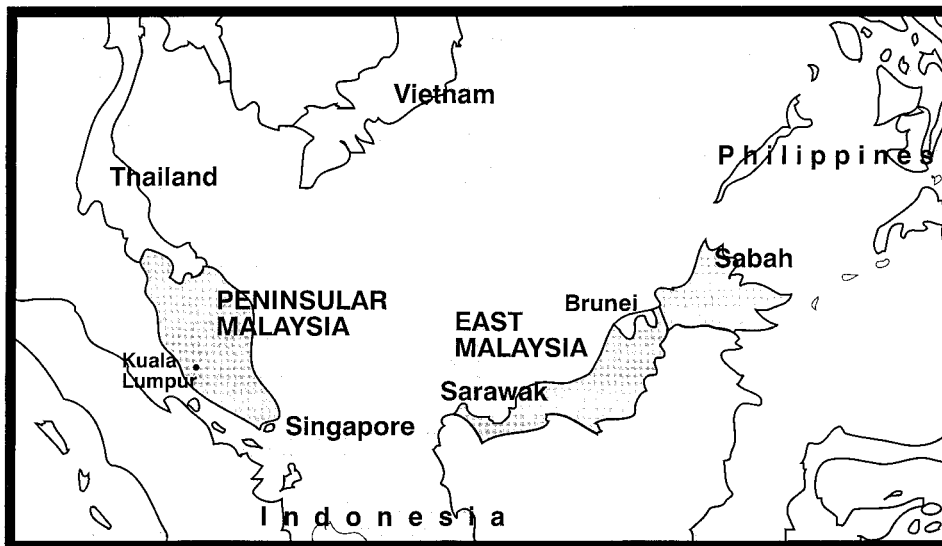 Vietnam
Philippines
Thailand
Sabah
PENINSULAR
MALAYSIA
Brunei
EAST
MALAYSIA
Kuala
Lumpur
Sarawak
Singapore
Indonesia